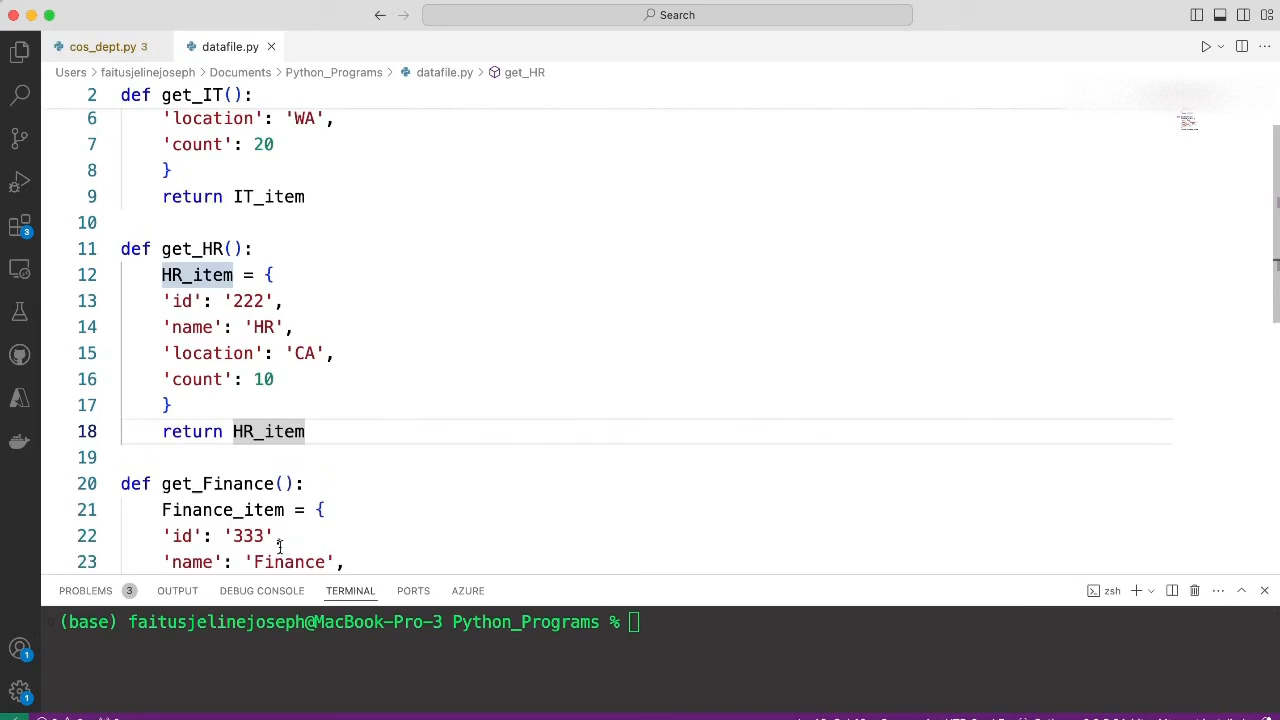 Search
cos_dept.py 3
datafile.py
Users > faitusjelinejoseph > Documents > Python_Programs > datafile.py > get_HR
2 def get_IT():
6 'location': 'WA',
7 'count': 20
8 }
9 return IT_item
10
11 def get_HR():
12 HR_item = {
13 'id': '222',
14 'name': 'HR',
15 'location': 'CA',
16 'count': 10
17 }
18 return HR_item
19
20 def get_Finance():
21 Finance_item = {
22 'id': '333',
23 'name': 'Finance',
3
1
1
PROBLEMS 3 OUTPUT DEBUG CONSOLE TERMINAL PORTS AZURE zsh
(base) faitusjelinejoseph@MacBook-Pro-3 Python_Programs %